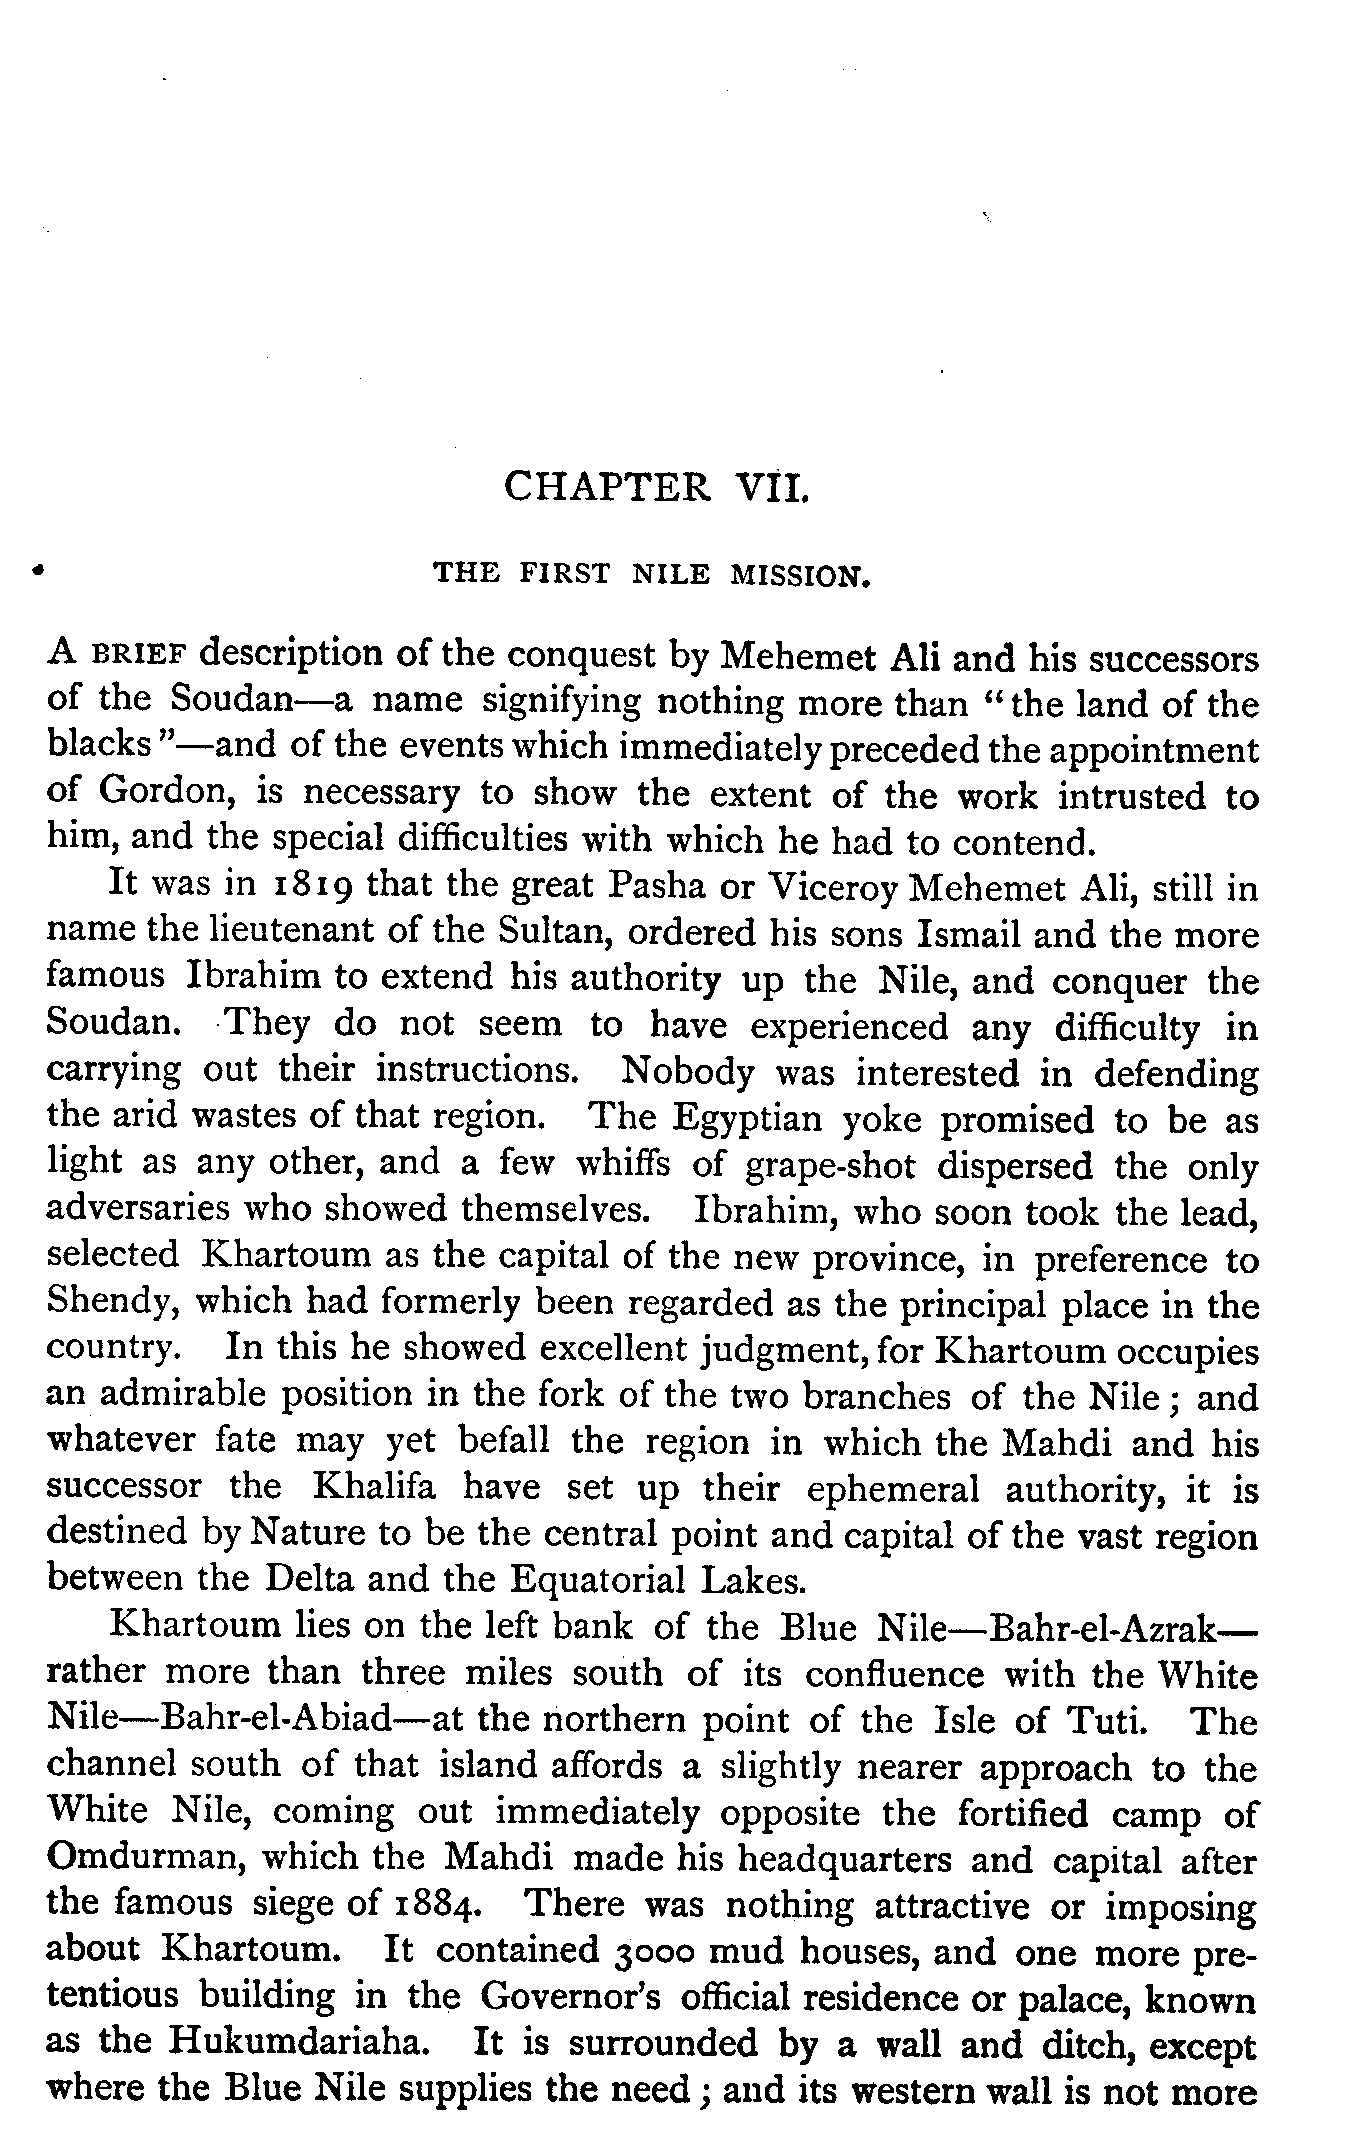 CHAPTER VII.
THE FIRST NILE MISSION.
A BRIEF description of the conquest by Mehemet Ali and his successors
of the Soudan—a name signifying nothing more than “the land of the
blacks”—and of the events which immediately preceded the appointment
of Gordon, is necessary to show the extent of the work intrusted to
him, and the special difficulties with which he had to contend.
It was in 1819 that the great Pasha or Viceroy Mehemet Ali, still in
name the lieutenant of the Sultan, ordered his sons Ismail and the more
famous Ibrahim to extend his authority up the Nile, and conquer the
Soudan. They do not seem to have experienced any difficulty in
carrying out their instructions. Nobody was interested in defending
the arid wastes of that region. The Egyptian yoke promised to be as
light as any other, and a few whiffs of grape-shot dispersed the only
adversaries who showed themselves. Ibrahim, who soon took the lead,
selected Khartoum as the capital of the new province, in preference to
Shendy, which had formerly been regarded as the principal place in the
country. In this he showed excellent judgment, for Khartoum occupies
an admirable position in the fork of the two branches of the Nile; and
whatever fate may yet befall the region in which the Mahdi and his
successor the Khalifa have set up their ephemeral authority, it is
destined by Nature to be the central point and capital of the vast region
between the Delta and the Equatorial Lakes.
Khartoum lies on the left bank of the Blue Nile—Bahr-el-Azrak—
rather more than three miles south of its confluence with the White
Nile—Bahr-el-Abiad—at the northern point of the Isle of Tuti. The
channel south of that island affords a slightly nearer approach to the
White Nile, coming out immediately opposite the fortified camp of
Omdurman, which the Mahdi made his headquarters and capital after
the famous siege of 1884. There was nothing attractive or imposing
about Khartoum. It contained 3000 mud houses, and one more pre-
tentious building in the Governor’s official residence or palace, known
as the Hukumdariaha. It is surrounded by a wall and ditch, except
where the Blue Nile supplies the need; and its western wall is not more